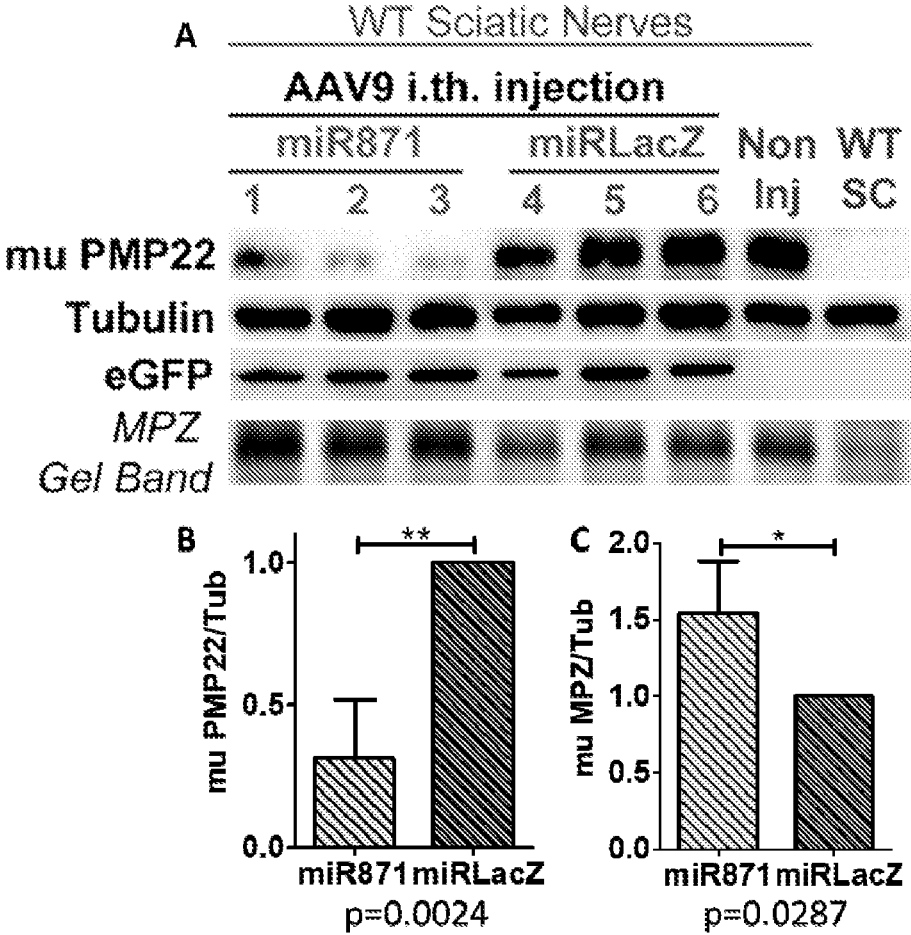 A
WT Sciatic Nerves
AAV9 i.th. injection
miR871 miRLacZ Non WT
1 2 3 4 5 6 Inj SC
mu PMP22
Tubulin
eGFP
MPZ
Gel Band
B
mu PMP22/Tub
1.0
0.5
0.0
**
miR871 miRLacZ
p=0.0024
C
mu MPZ/Tub
2.0
1.5
1.0
0.5
0.0
*
miR871 miRLacZ
p=0.0287